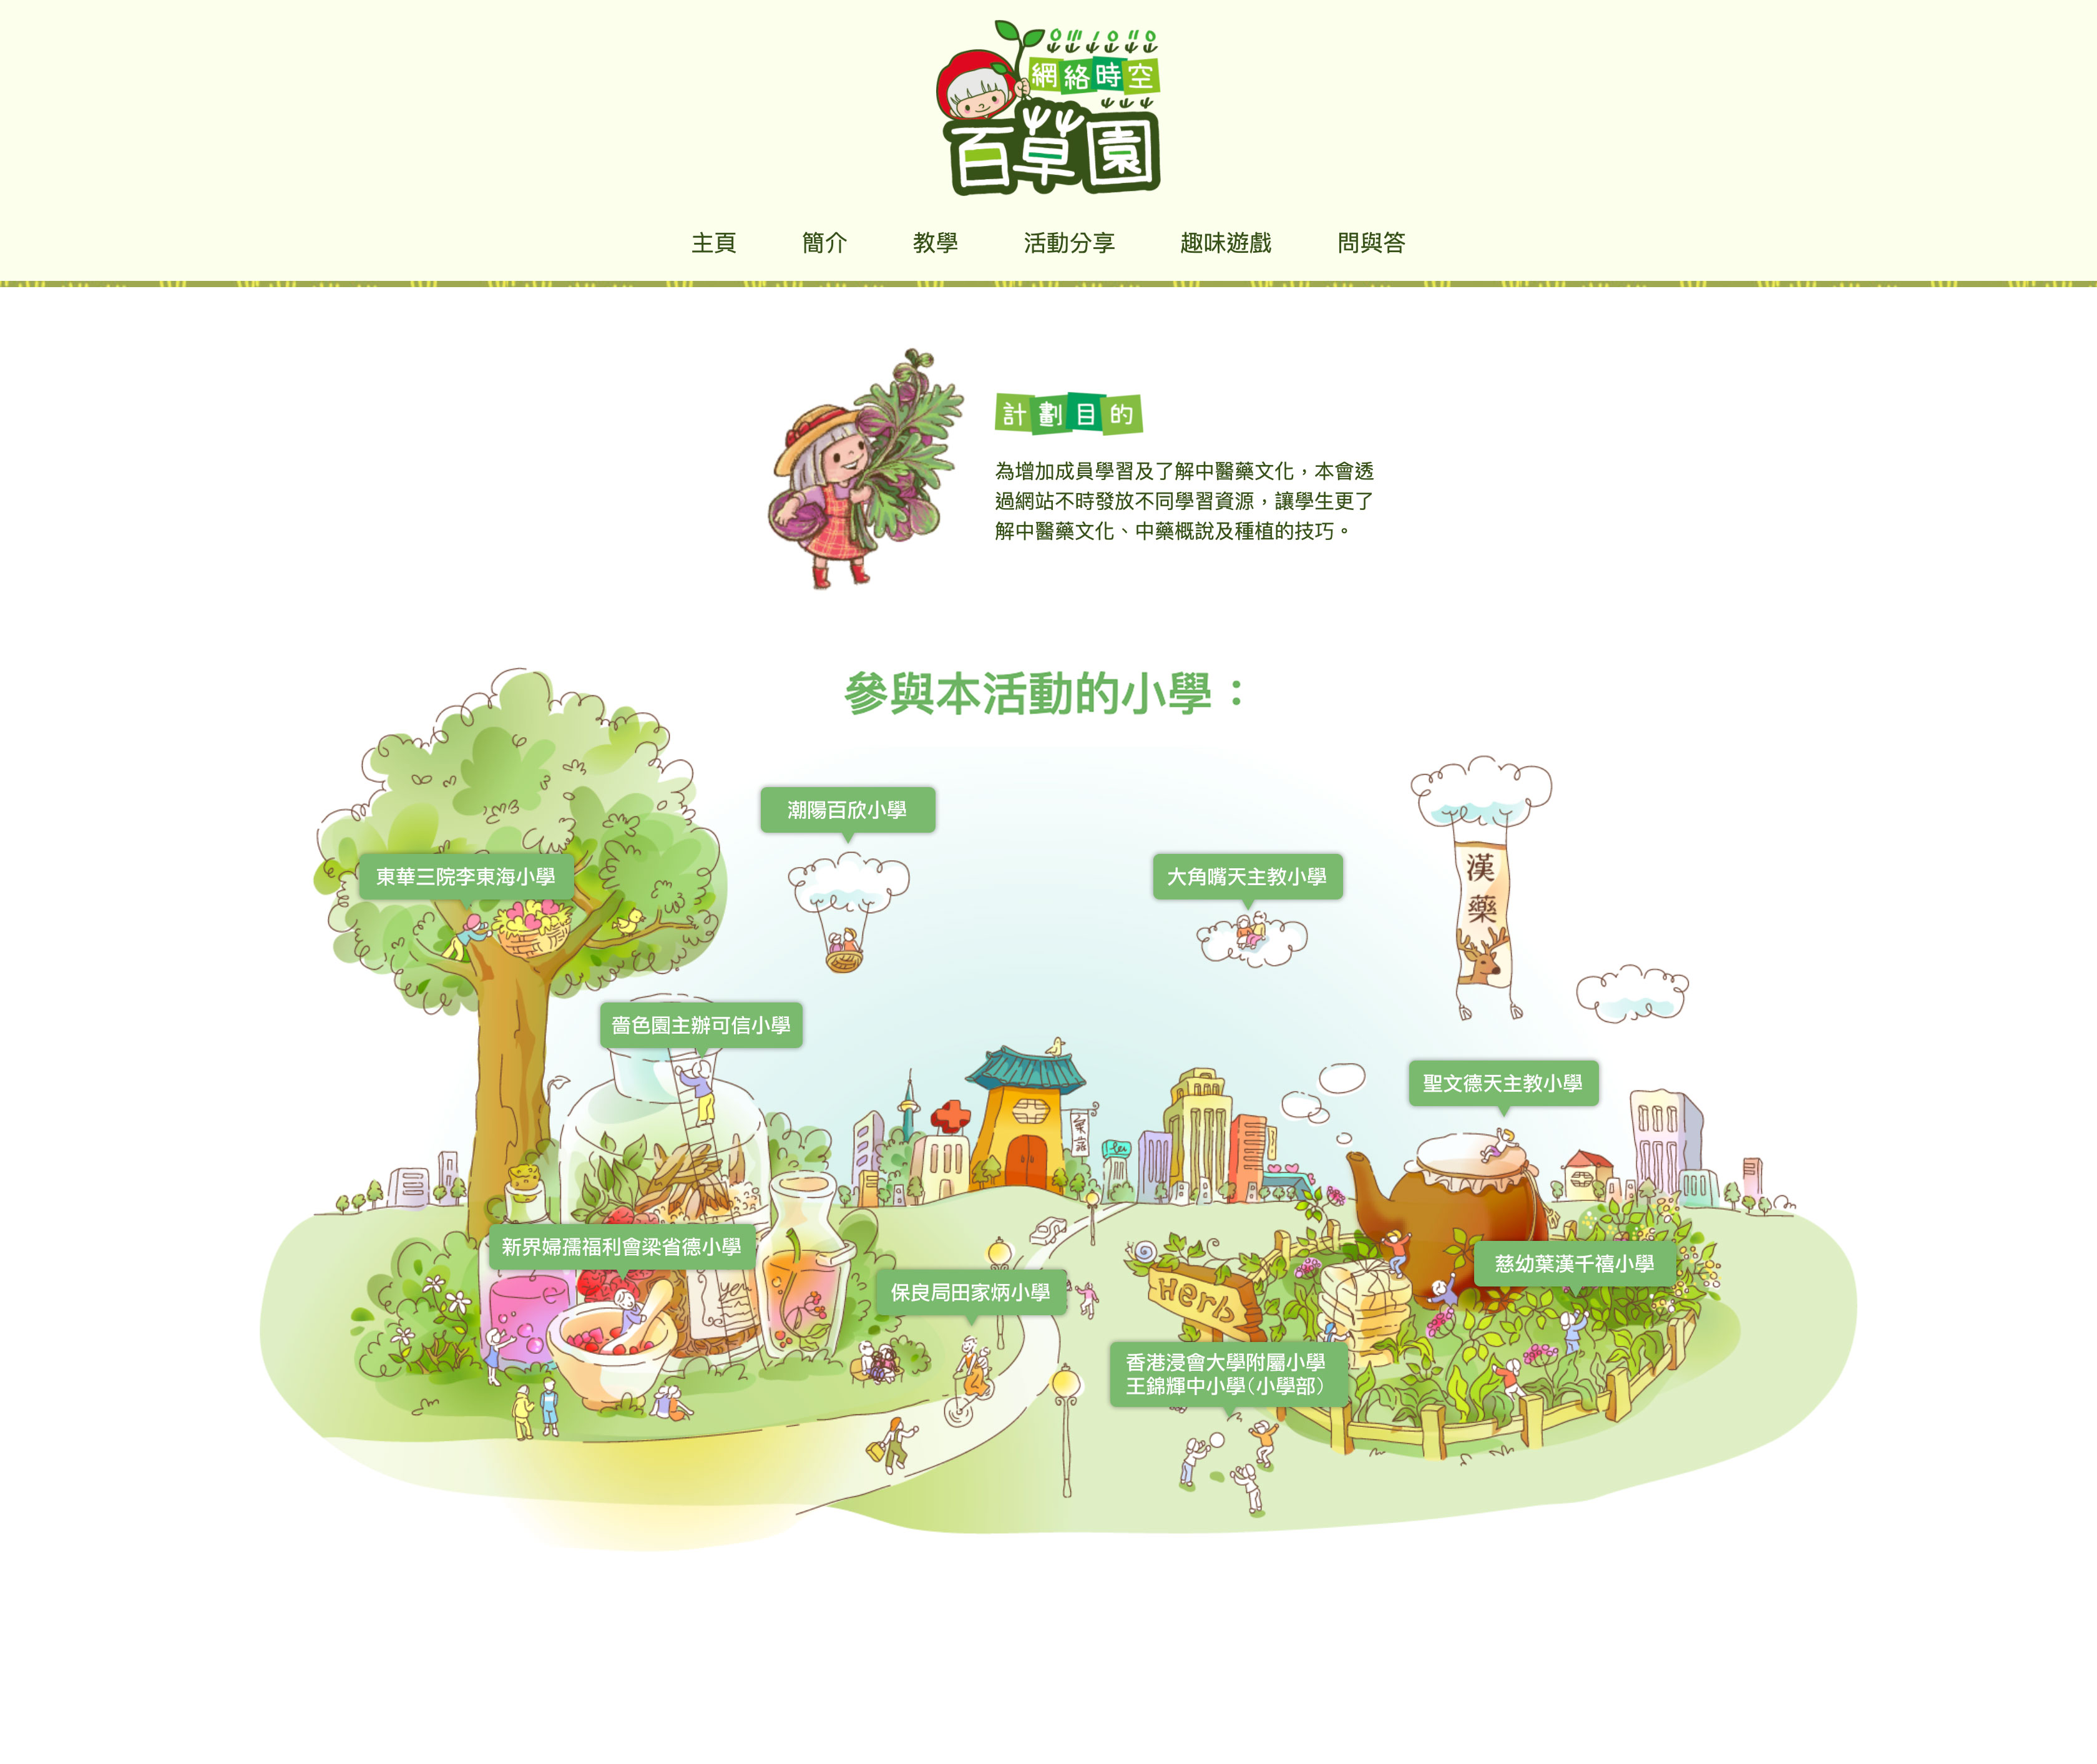 網絡時空
百草園
主頁
簡介
教學
活動分享
趣味遊戲
問與答
計劃目的
為增加成員學習及了解中醫藥文化，本會透
過網站不時發放不同學習資源，讓學生更了
解中醫藥文化、中藥概說及種植的技巧。
參與本活動的小學：
潮陽百欣小學
東華三院李東海小學
大角嘴天主教小學
漢
藥
嗇色園主辦可信小學
聖文德天主教小學
新界婦孺福利會梁省德小學
慈幼葉漢千禧小學
保良局田家炳小學
Herb
香港浸會大學附屬小學
王錦輝中小學（小學部）